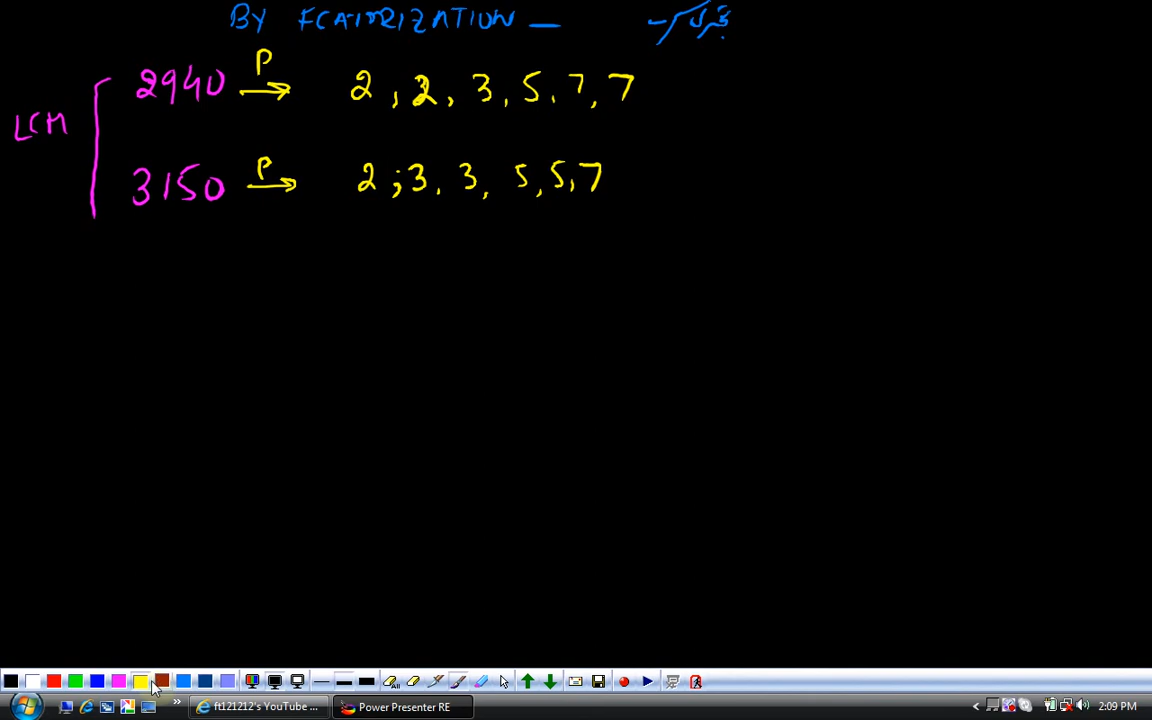 BY FCAIRIZATION —
2940 P → 2 , 2 , 3 , 5 , 7 , 7
LCM
3150 P → 2 ; 3 , 3 , 5 , 5 , 7
ft121212's YouTube ...
Power Presenter RE
2:09 PM